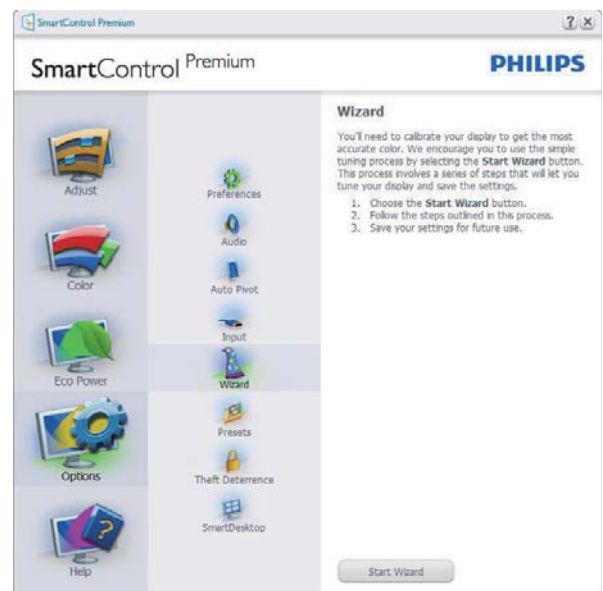 SmartControl Premium
? x
SmartControl Premium
PHILIPS
Adjust
Color
Eco Power
Options
Help
Preferences
Audio
Auto Pivot
Input
Wizard
Presets
Theft Deterrence
SmartDesktop
Wizard
You'll need to calibrate your display to get the most
accurate color. We encourage you to use the simple
tuning process by selecting the Start Wizard button.
This process involves a series of steps that will let you
tune your display and save the settings.
1. Choose the Start Wizard button.
2. Follow the steps outlined in this process.
3. Save your settings for future use.
Start Wizard